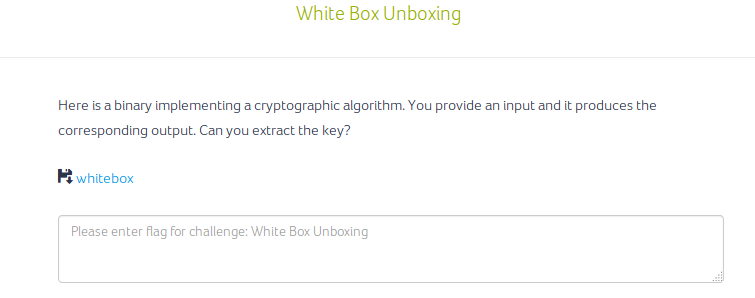 White Box Unboxing
Here is a binary implementing a cryptographic algorithm. You provide an input and it produces the
corresponding output. Can you extract the key?
whitebox
Please enter flag for challenge: White Box Unboxing